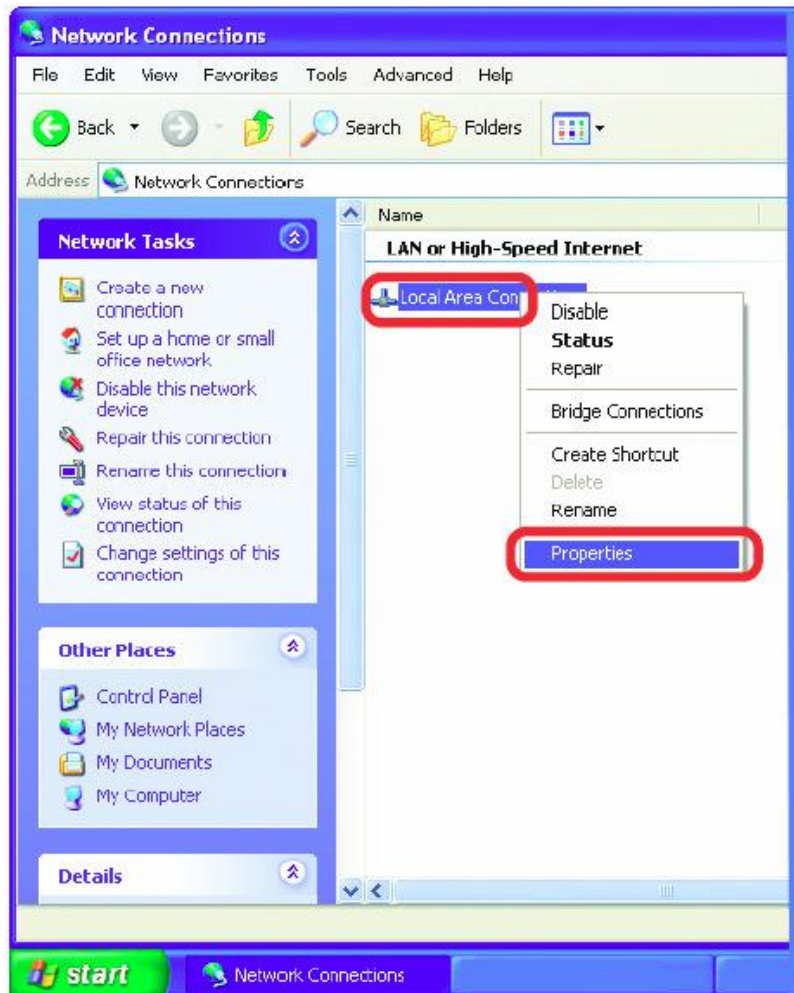 Network Connections
File Edit View Favorites Tools Advanced Help
Back Search Folders
Address Network Connections
Network Tasks
Create a new
connection
Set up a home or small
office network
Disable this network
device
Repair this connection
Rename this connection
View status of this
connection
Change settings of this
connection
Other Places
Control Panel
My Network Places
My Documents
My Computer
Details
Name
LAN or High-Speed Internet
Local Area Con
Disable
Status
Repair
Bridge Connections
Create Shortcut
Delete
Rename
Properties
start Network Connections